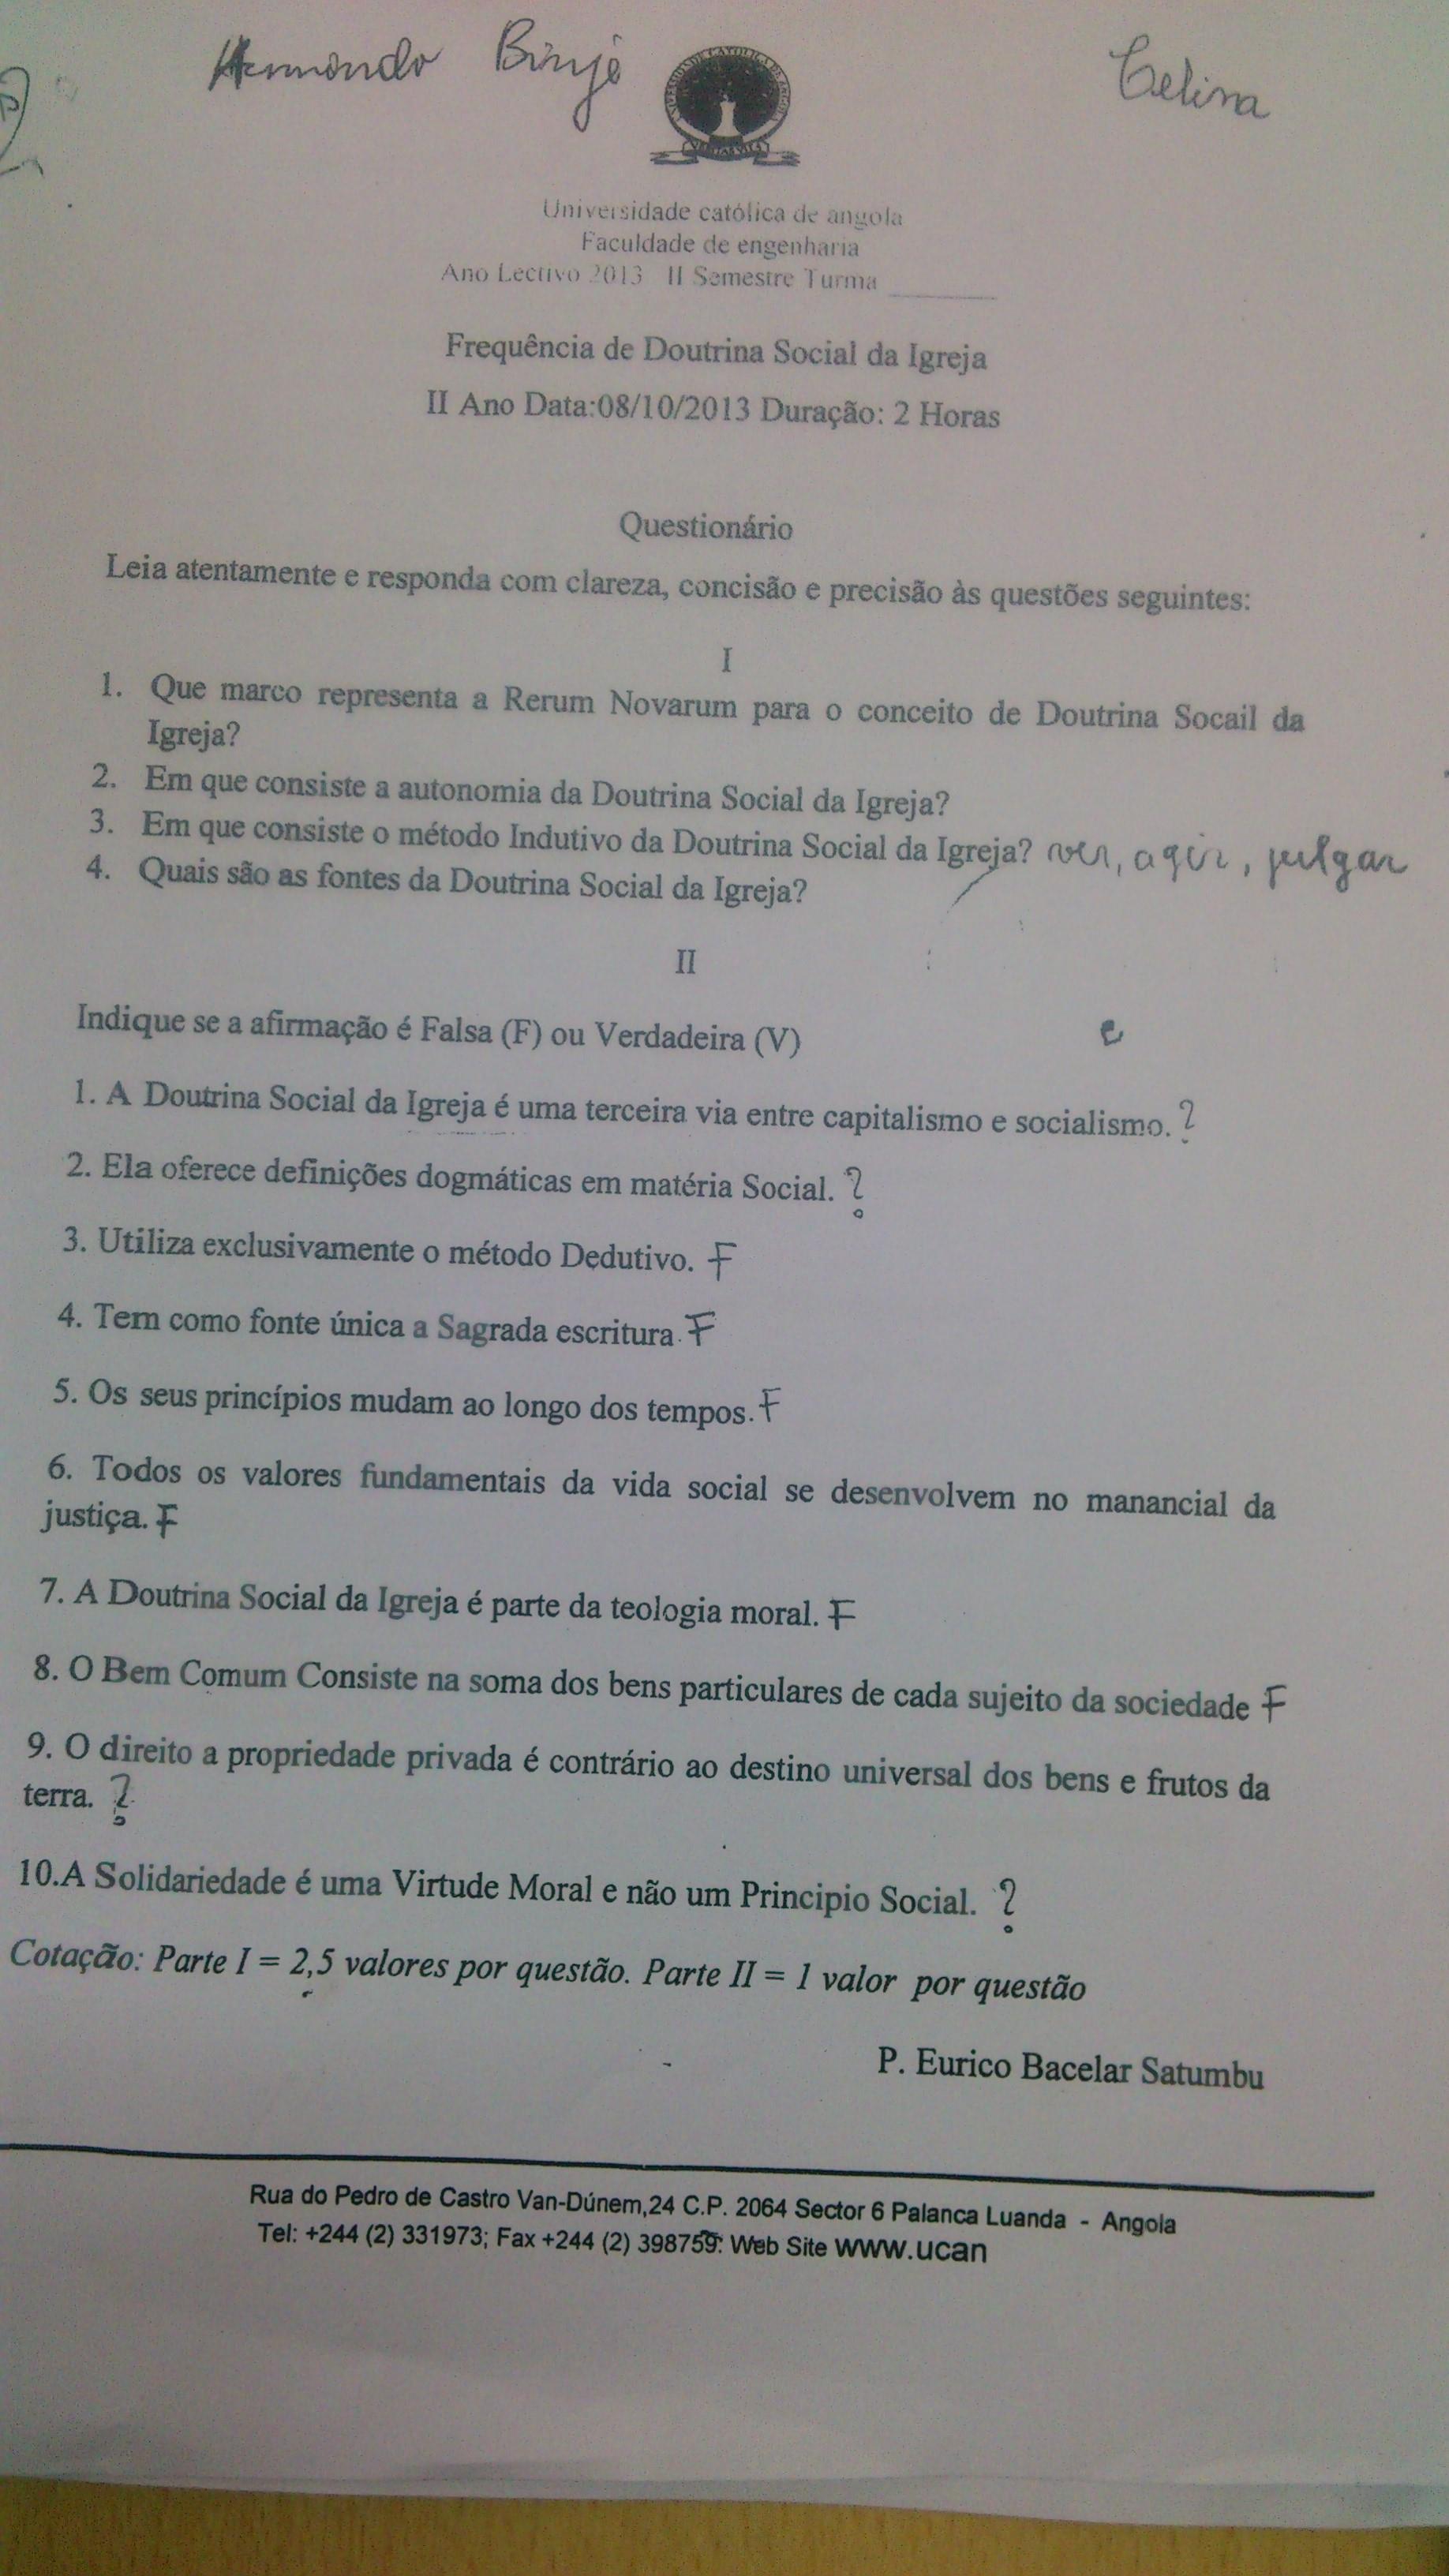 Binje
Celina
Universidade católica de angola
Faculdade de engenharia
Ano Lectivo 2013 II Semestre Turma
Frequência de Doutrina Social da Igreja
II Ano Data:08/10/2013 Duração: 2 Horas
Questionário
Leia atentamente e responda com clareza, concisão e precisão às questões seguintes:
I
1. Que marco representa a Rerum Novarum para o conceito de Doutrina Socail da
Igreja?
2. Em que consiste a autonomia da Doutrina Social da Igreja?
3. Em que consiste o método Indutivo da Doutrina Social da Igreja? ver, agir, julgar
4. Quais são as fontes da Doutrina Social da Igreja?
II
Indique se a afirmação é Falsa (F) ou Verdadeira (V) e
1. A Doutrina Social da Igreja é uma terceira via entre capitalismo e socialismo. ?
2. Ela oferece definições dogmáticas em matéria Social. ?
3. Utiliza exclusivamente o método Dedutivo. F
4. Tem como fonte única a Sagrada escritura. F
5. Os seus princípios mudam ao longo dos tempos. F
6. Todos os valores fundamentais da vida social se desenvolvem no manancial da
justiça. F
7. A Doutrina Social da Igreja é parte da teologia moral. F
8. O Bem Comum Consiste na soma dos bens particulares de cada sujeito da sociedade F
9. O direito a propriedade privada é contrário ao destino universal dos bens e frutos da
terra. ?
10.A Solidariedade é uma Virtude Moral e não um Principio Social. ?
Cotação: Parte I = 2,5 valores por questão. Parte II = 1 valor por questão
P. Eurico Bacelar Satumbu
Rua do Pedro de Castro Van-Dúnem,24 C.P. 2064 Sector 6 Palanca Luanda - Angola
Tel: +244 (2) 331973; Fax +244 (2) 398759: Web Site WWW.ucan